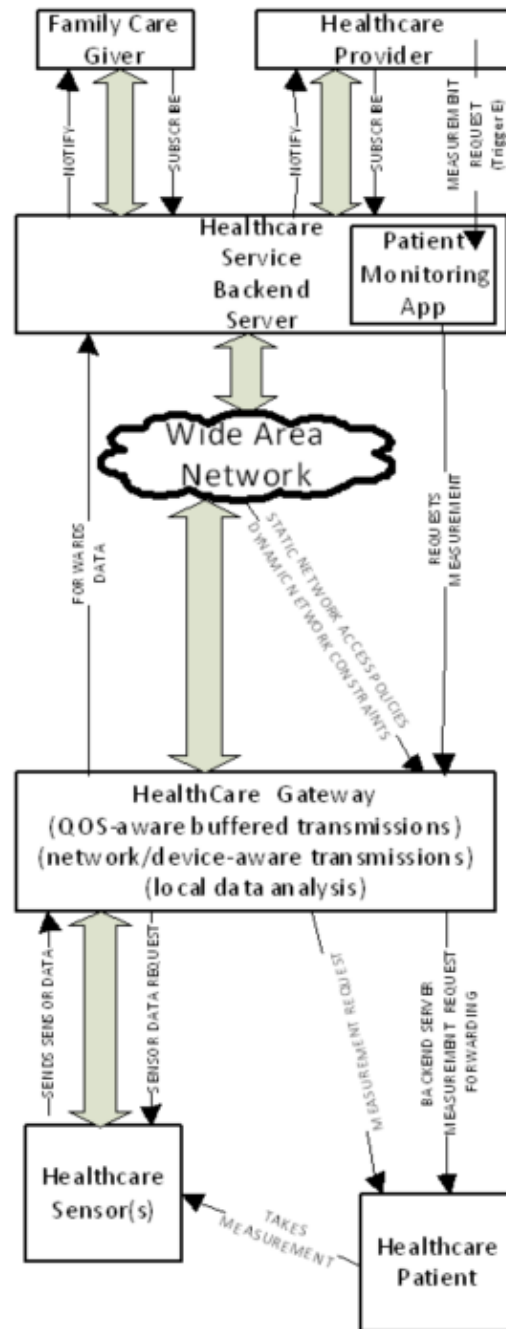 Family Care
Giver
Healthcare
Provider
NOTIFY
SUBSCRIBE
NOTIFY
SUBSCRIBE
MEASUREMENT
REQUEST
(Trigger E)
Healthcare
Service
Backend
Server
Patient
Monitoring
App
Wide Area
Network
FORWARDS
DATA
STATIC NETWORK ACCESS POLICIES
DYNAMIC NETWORK CONSTRAINTS
REQUESTS
MEASUREMENT
HealthCare Gateway
(QOS-aware buffered transmissions)
(network/device-aware transmissions)
(local data analysis)
SENDS SENSOR DATA
SENSOR DATA REQUEST
MEASUREMENT REQUEST
BACKEND SERVER
MEASUREMENT REQUEST
FORWARDING
Healthcare
Sensor(s)
TAKES
MEASUREMENT
Healthcare
Patient